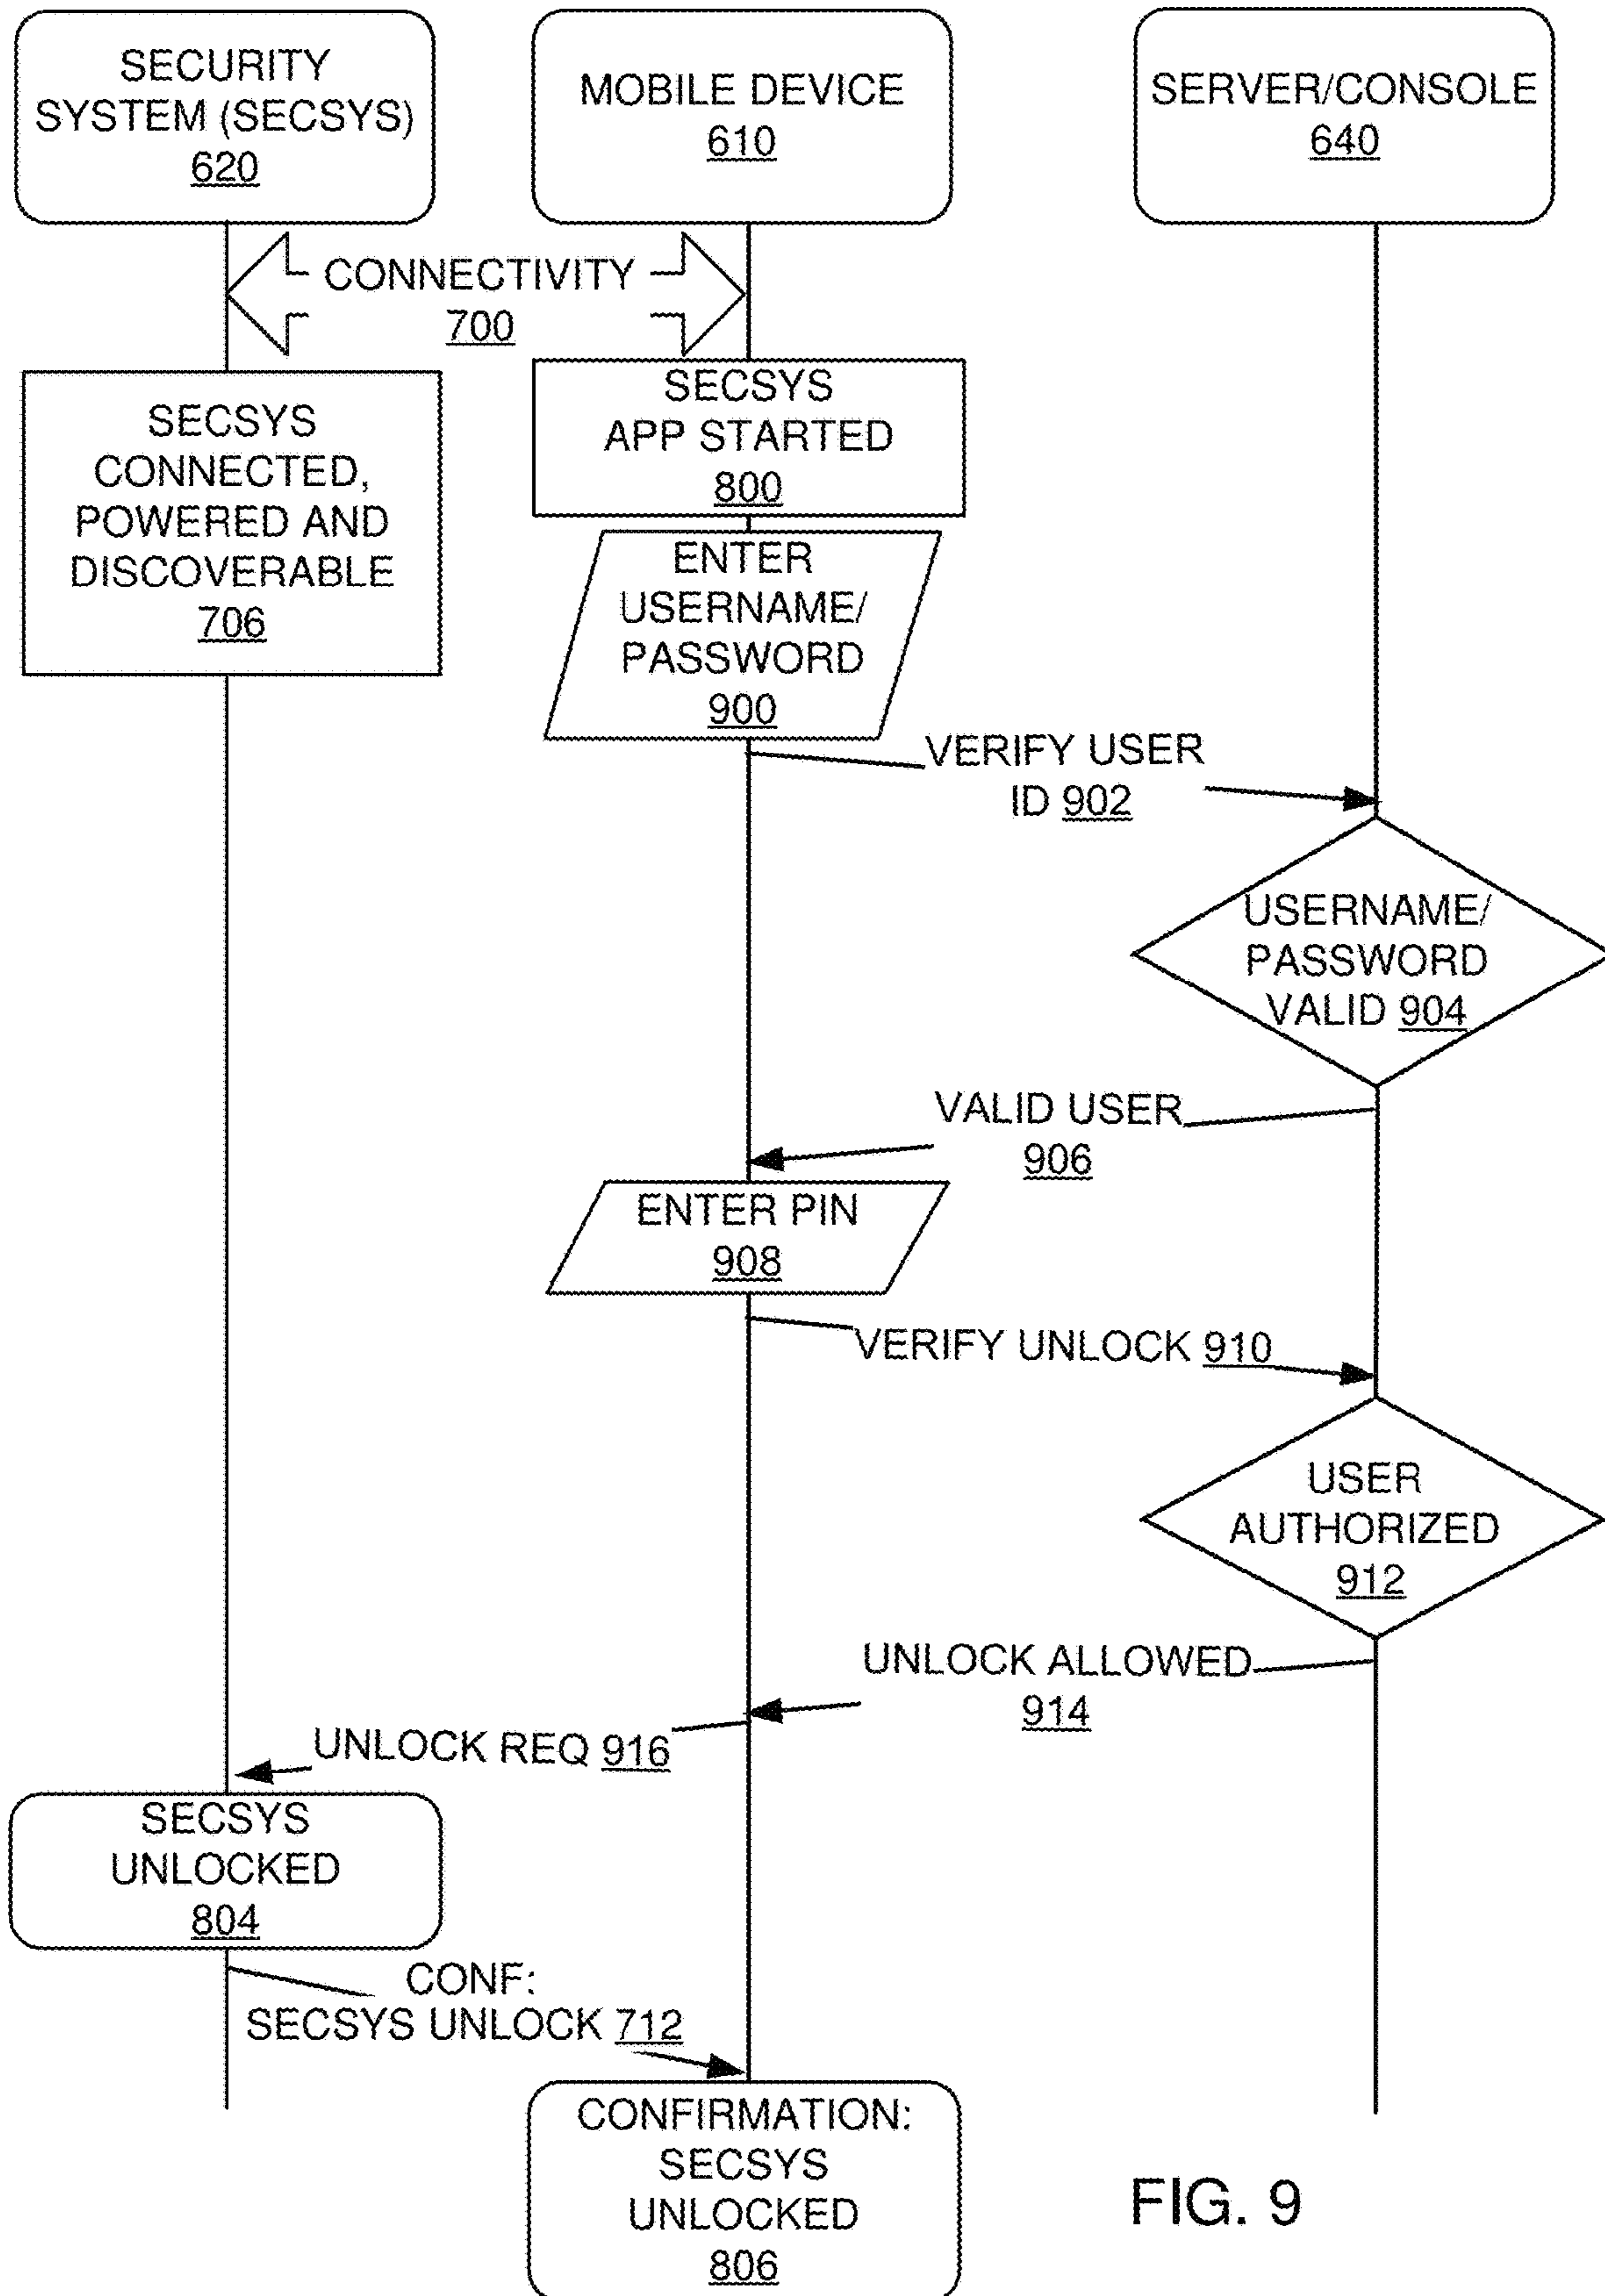 SECURITY
SYSTEM (SECSYS)
620
MOBILE DEVICE
610
SERVER/CONSOLE
640
CONNECTIVITY
700
SECSYS
CONNECTED,
POWERED AND
DISCOVERABLE
706
SECSYS
APP STARTED
800
ENTER
USERNAME/
PASSWORD
900
VERIFY USER
ID 902
USERNAME/
PASSWORD
VALID 904
VALID USER
906
ENTER PIN
908
VERIFY UNLOCK 910
USER
AUTHORIZED
912
UNLOCK ALLOWED
914
UNLOCK REQ 916
SECSYS
UNLOCKED
804
CONF:
SECSYS UNLOCK 712
CONFIRMATION:
SECSYS
UNLOCKED
806
FIG. 9